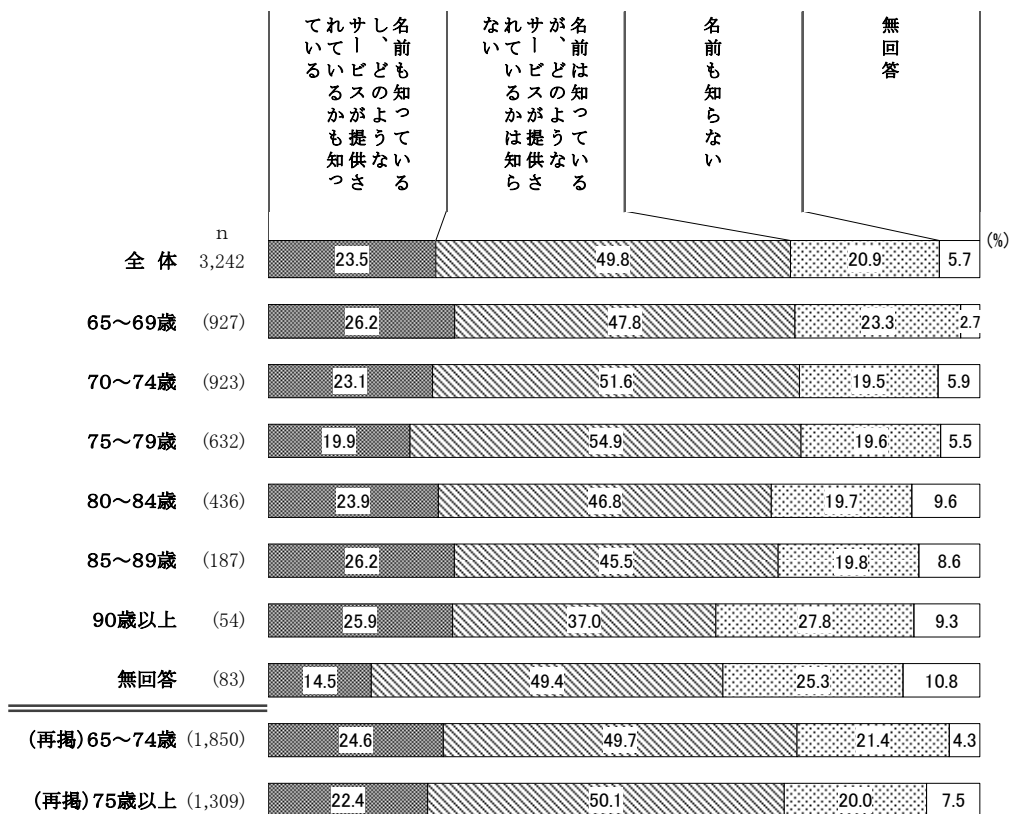 名前も知っている
し、どのような
サービスが提供さ
れているかも知っ
ている
名前は知っている
が、どのような
サービスが提供さ
れているかは知ら
ない
名前も知らない
無回答
n
(%)
全 体 3,242 23.5 49.8 20.9 5.7
65～69歳 (927) 26.2 47.8 23.3 2.7
70～74歳 (923) 23.1 51.6 19.5 5.9
75～79歳 (632) 19.9 54.9 19.6 5.5
80～84歳 (436) 23.9 46.8 19.7 9.6
85～89歳 (187) 26.2 45.5 19.8 8.6
90歳以上 (54) 25.9 37.0 27.8 9.3
無回答 (83) 14.5 49.4 25.3 10.8
(再掲)65～74歳 (1,850) 24.6 49.7 21.4 4.3
(再掲)75歳以上 (1,309) 22.4 50.1 20.0 7.5